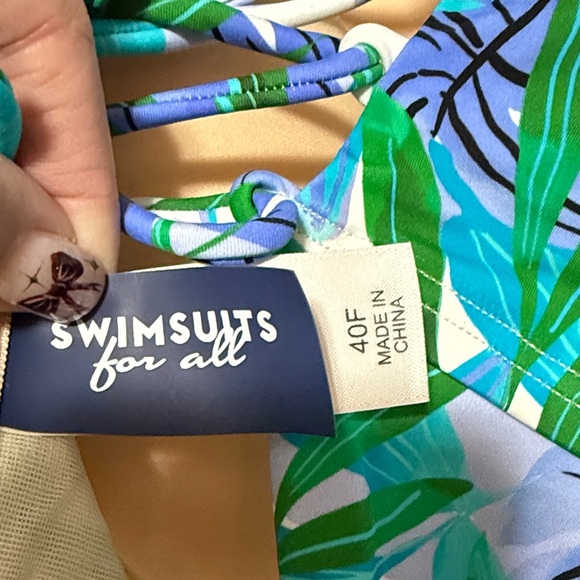 SWIMSUITS
for all
40F
MADE IN
CHINA